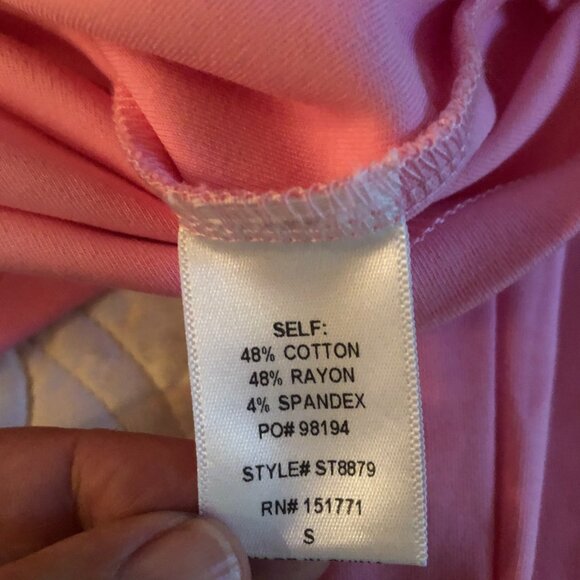 SELF:
48% COTTON
48% RAYON
4% SPANDEX
PO# 98194
STYLE# ST8879
RN# 151771
S